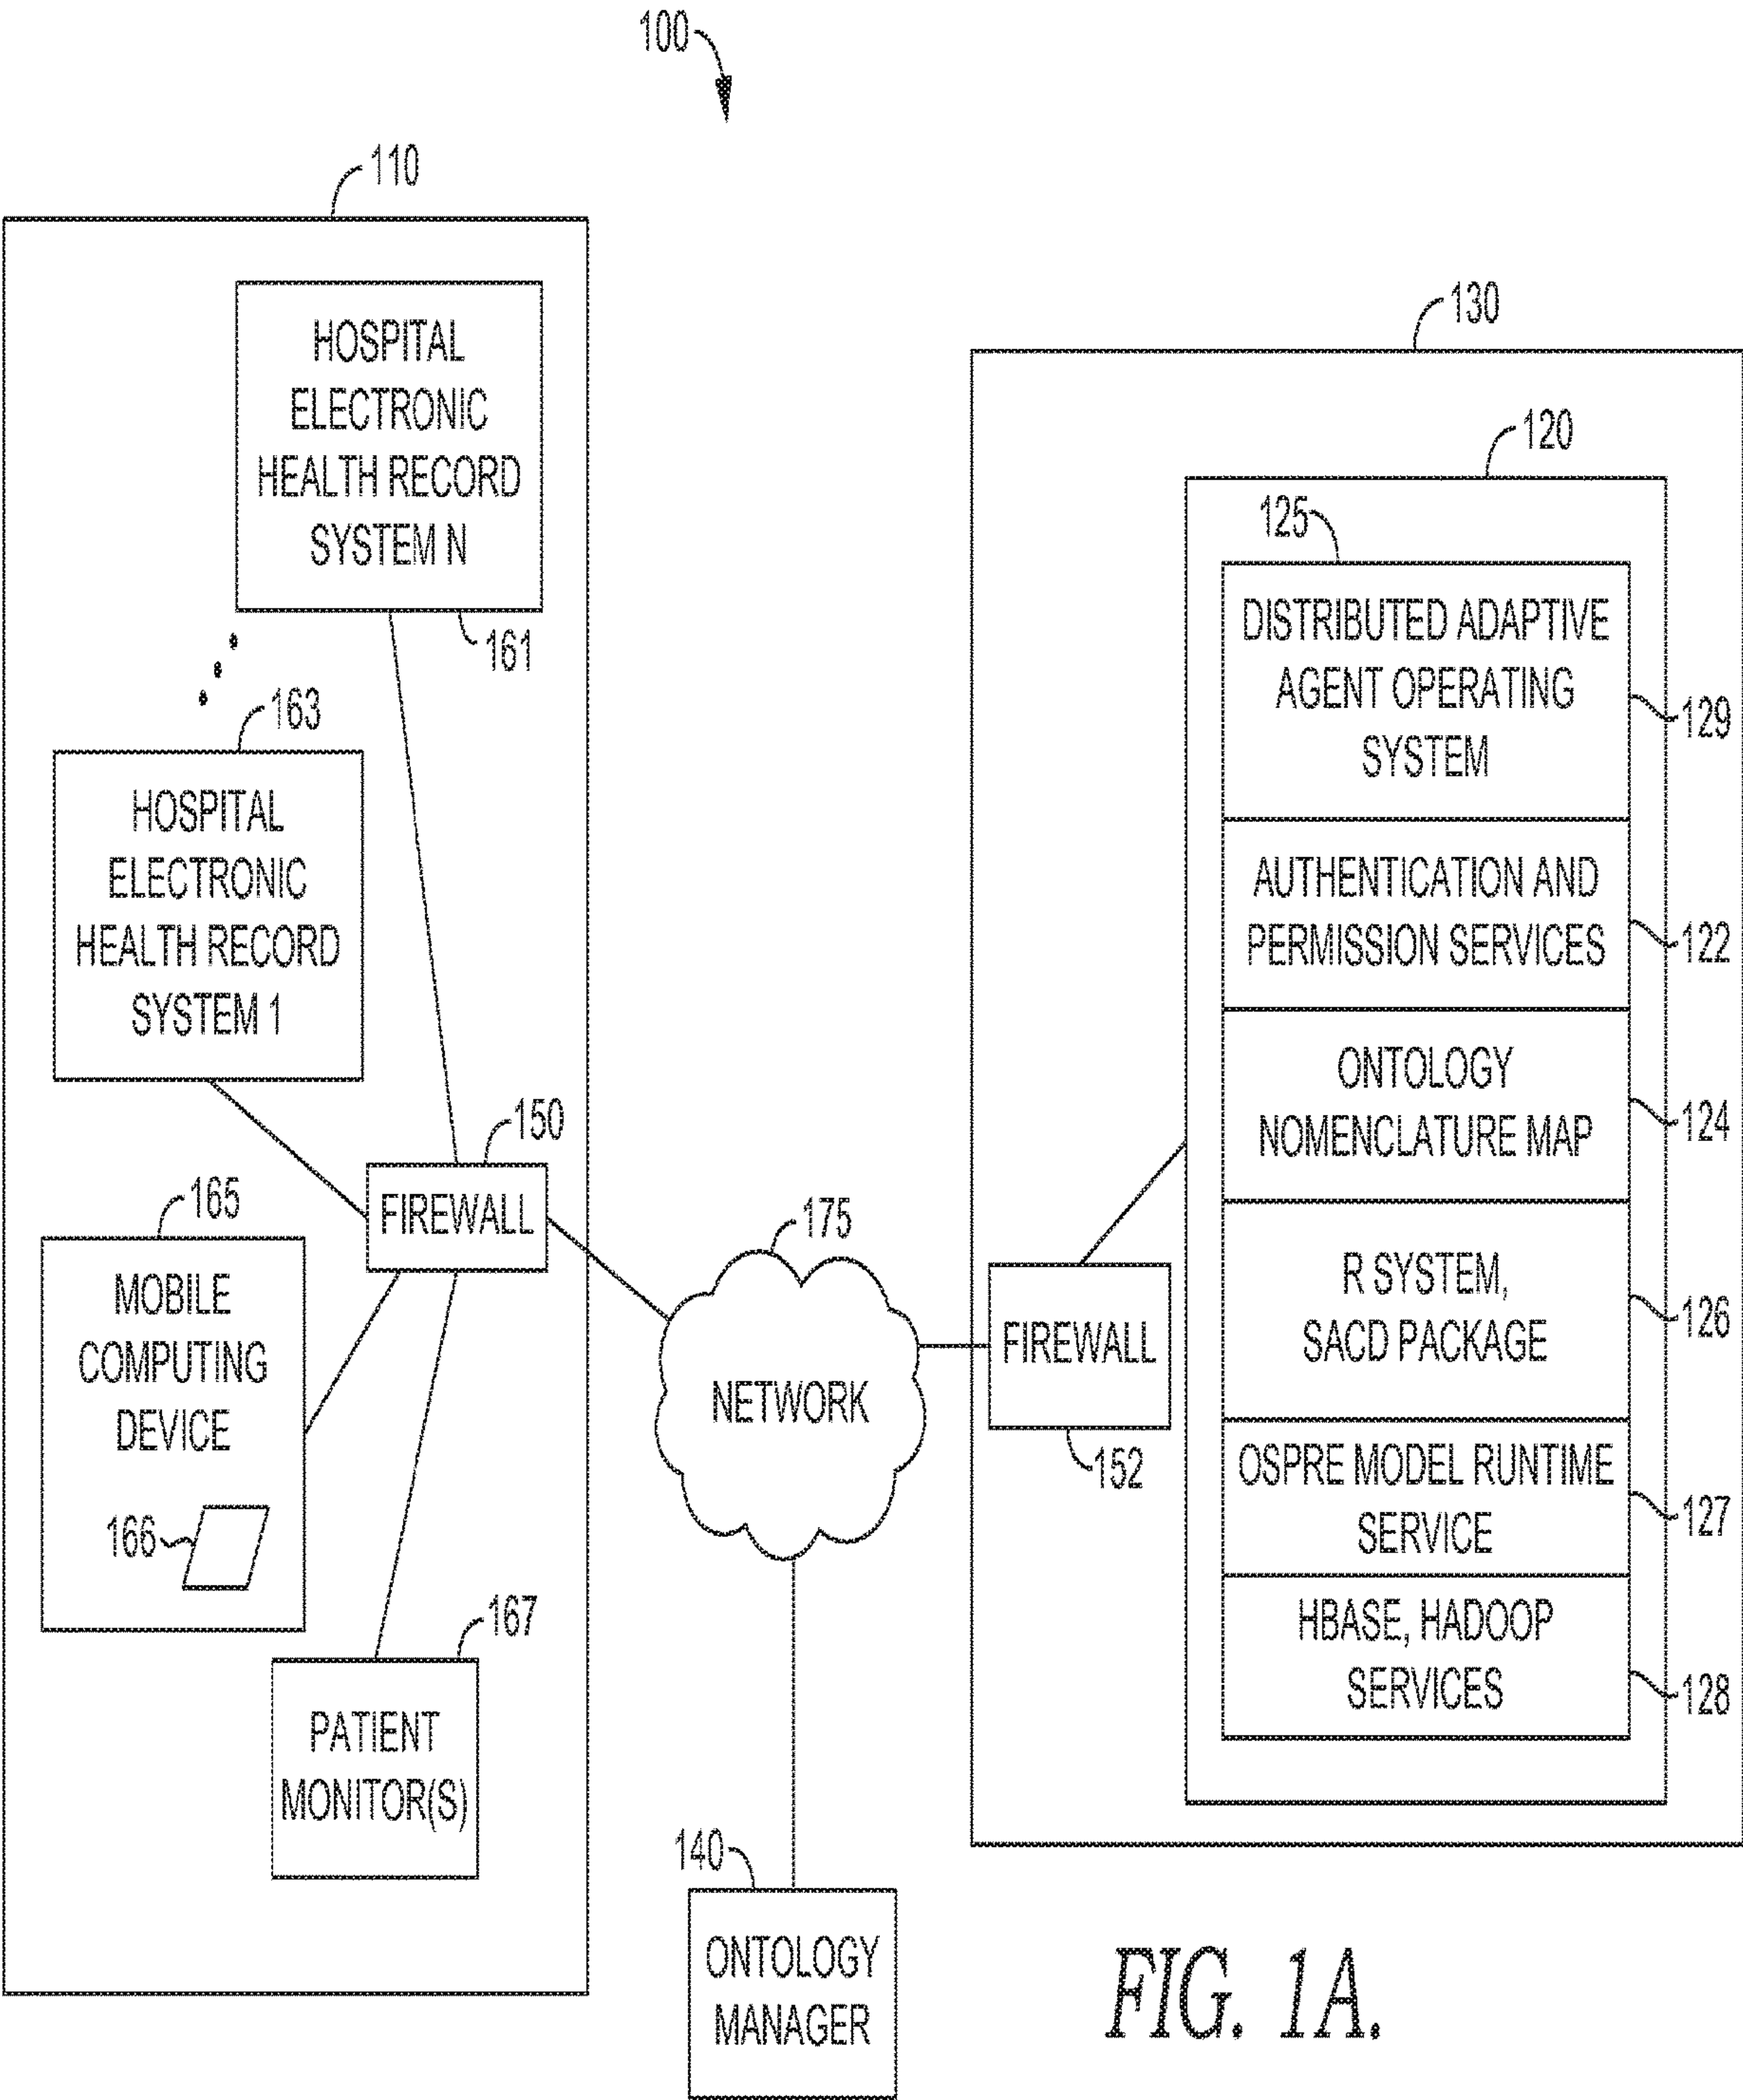 100
110
HOSPITAL
ELECTRONIC
HEALTH RECORD
SYSTEM N
161
163
HOSPITAL
ELECTRONIC
HEALTH RECORD
SYSTEM 1
150
FIREWALL
165
MOBILE
COMPUTING
DEVICE
166
167
PATIENT
MONITOR(S)
175
NETWORK
140
ONTOLOGY
MANAGER
130
120
125
DISTRIBUTED ADAPTIVE
AGENT OPERATING
SYSTEM
129
AUTHENTICATION AND
PERMISSION SERVICES
122
ONTOLOGY
NOMENCLATURE MAP
124
R SYSTEM,
SACD PACKAGE
126
FIREWALL
152
OSPRE MODEL RUNTIME
SERVICE
127
HBASE, HADOOP
SERVICES
128
FIG. 1A.